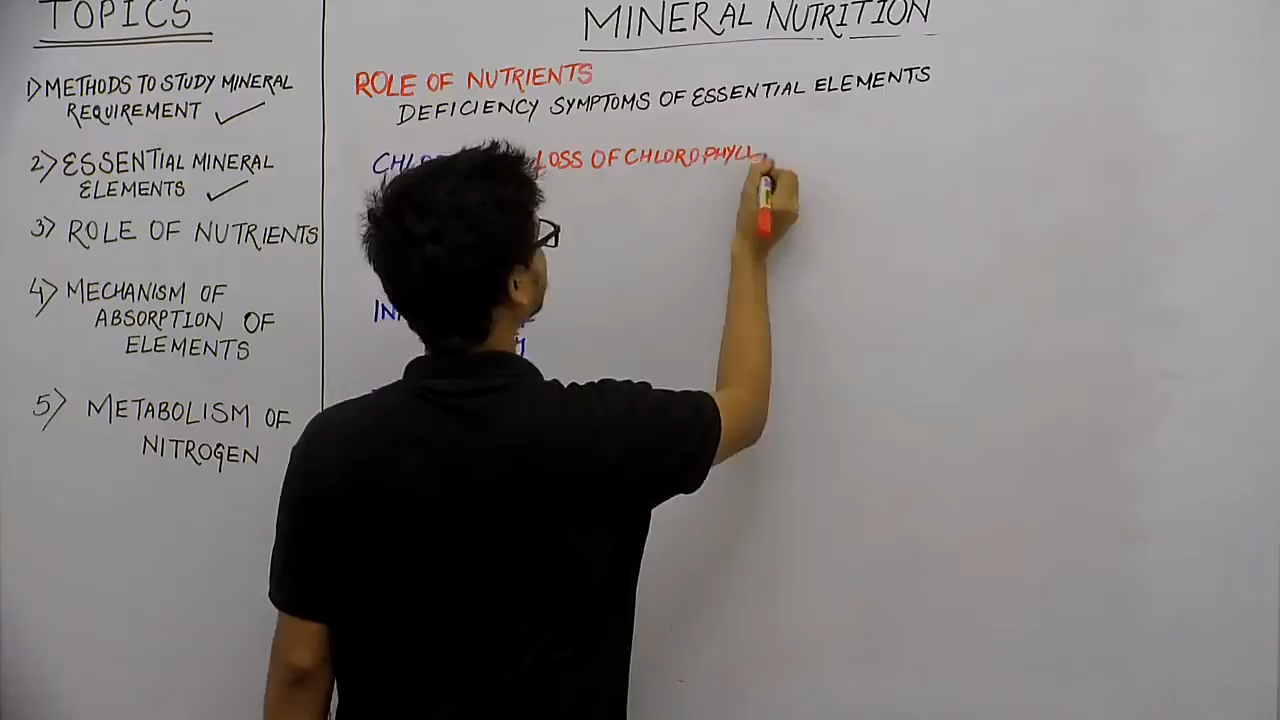 TOPICS
1) METHODS TO STUDY MINERAL
REQUIREMENT
2) ESSENTIAL MINERAL
ELEMENTS
3) ROLE OF NUTRIENTS
4) MECHANISM OF
ABSORPTION OF
ELEMENTS
5) METABOLISM OF
NITROGEN
MINERAL NUTRITION
ROLE OF NUTRIENTS
DEFICIENCY SYMPTOMS OF ESSENTIAL ELEMENTS
LOSS OF CHLOROPHYLL